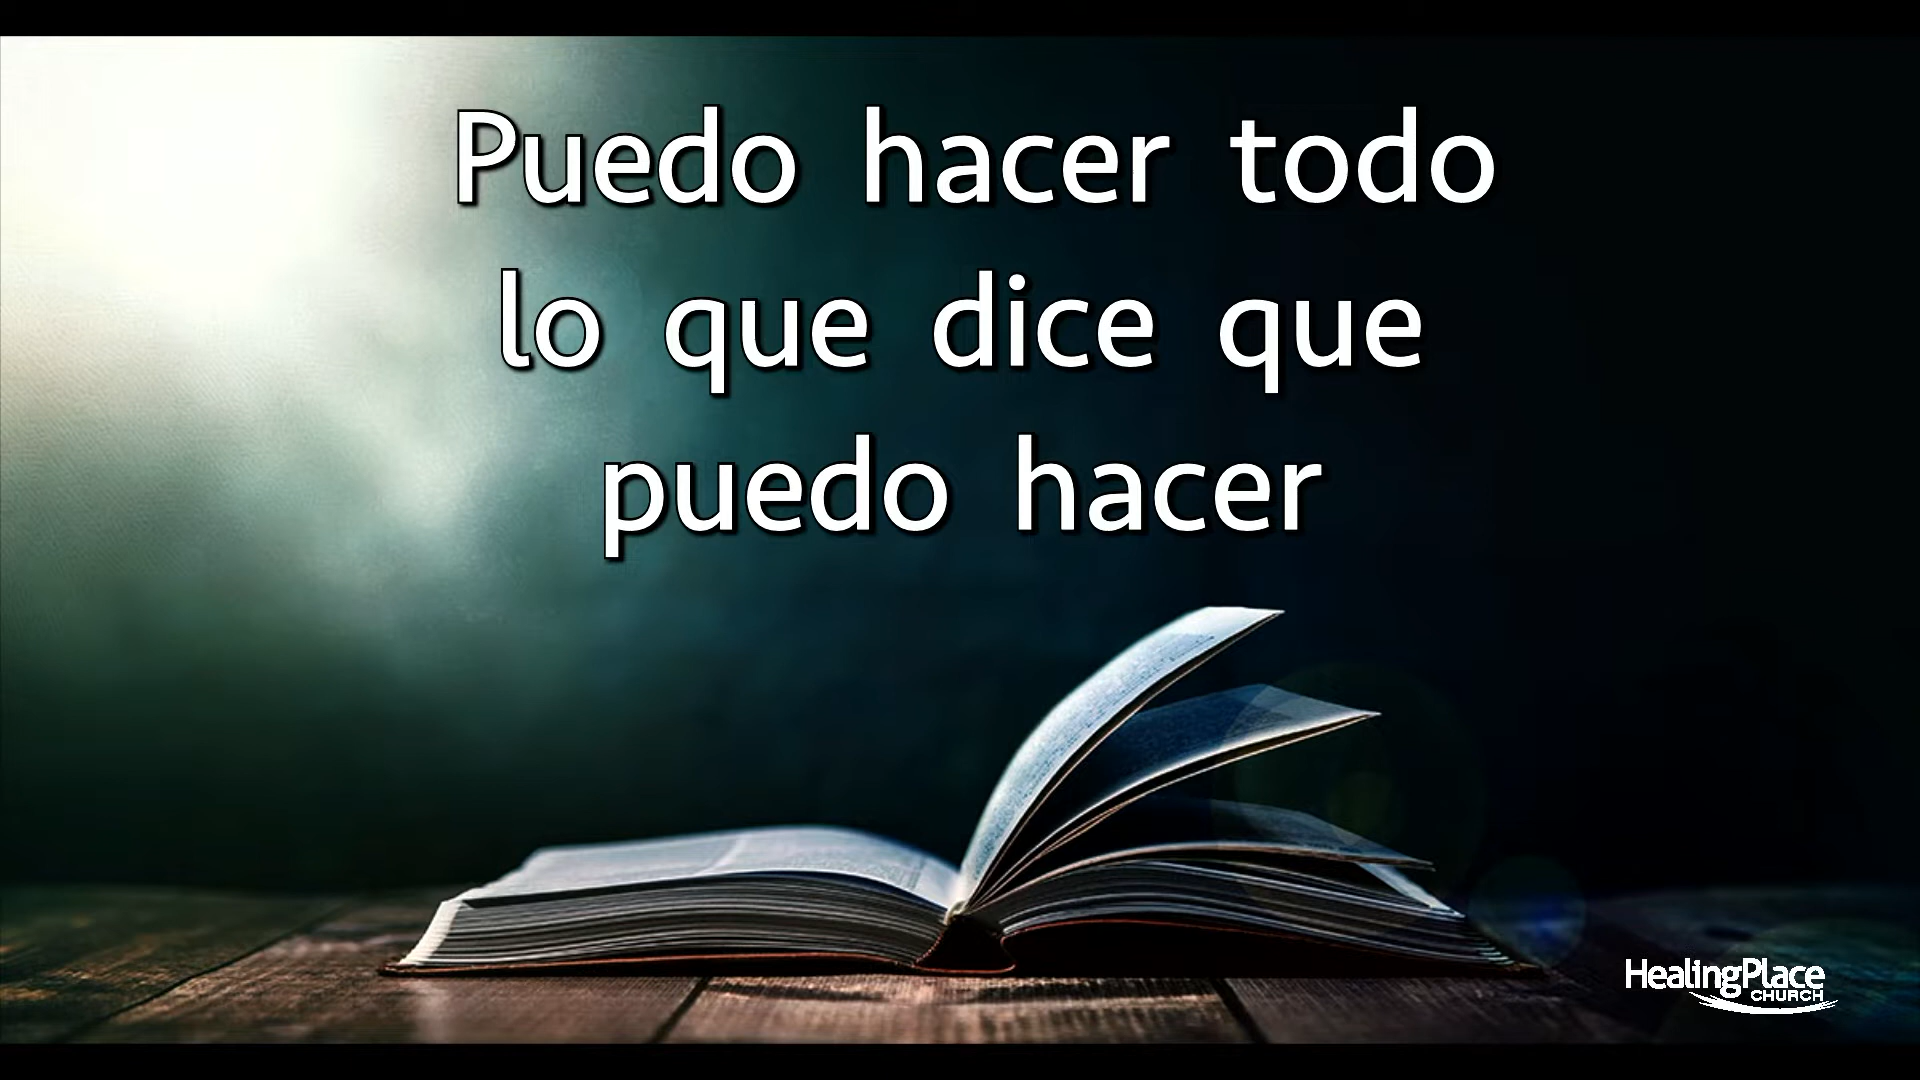 Puedo hacer todo
lo que dice que
puedo hacer
HealingPlace
CHURCH